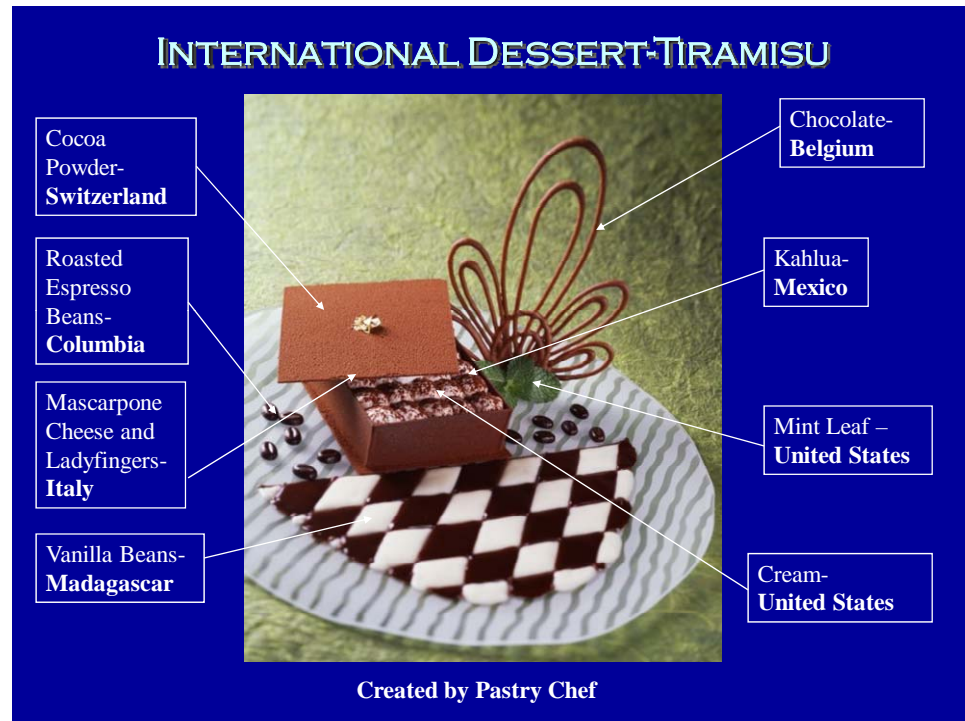 International Dessert-Tiramisu
Cocoa
Powder-
Switzerland
Roasted
Espresso
Beans-
Columbia
Mascarpone
Cheese and
Ladyfingers-
Italy
Vanilla Beans-
Madagascar
Chocolate-
Belgium
Kahlua-
Mexico
Mint Leaf –
United States
Cream-
United States
Created by Pastry Chef